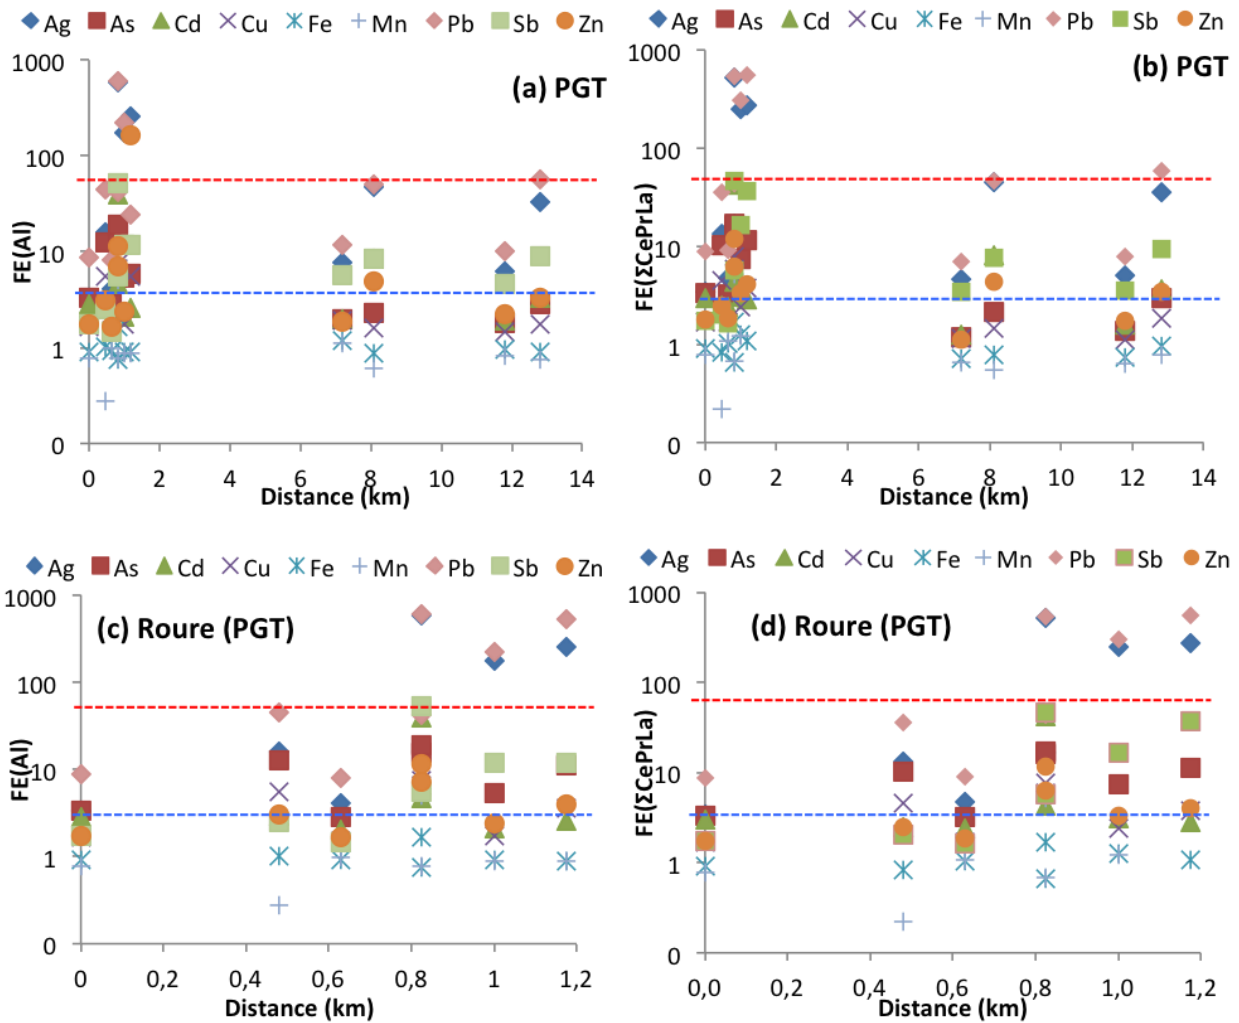 Ag As Cd Cu Fe Mn Pb Sb Zn
(a) PGT
FE(Al)
1000
100
10
1
0
0 2 4 6 8 10 12 14
Distance (km)
Ag As Cd Cu Fe Mn Pb Sb Zn
(b) PGT
FE(ΣCePrLa)
1000
100
10
1
0
0 2 4 6 8 10 12 14
Distance (km)
Ag As Cd Cu Fe Mn Pb Sb Zn
(c) Roure (PGT)
FE(Al)
1000
100
10
1
0
0 0,2 0,4 0,6 0,8 1 1,2
Distance (km)
Ag As Cd Cu Fe Mn Pb Sb Zn
(d) Roure (PGT)
FE(ΣCePrLa)
1000
100
10
1
0
0,0 0,2 0,4 0,6 0,8 1,0 1,2
Distance (km)